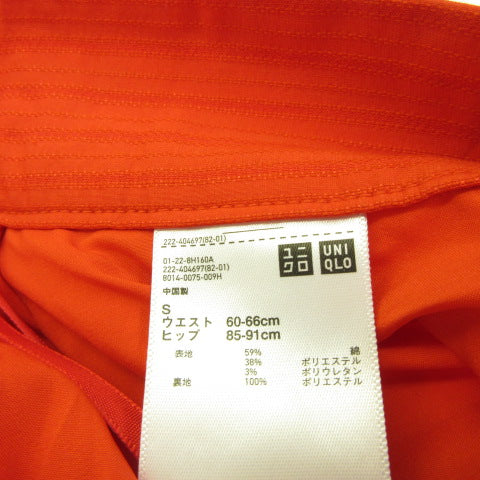 222-404697(82-01)
01-22-8H160A
222-404697(82-01)
8014-0075-009H
ユニ
クロ
UNI
QLO
中国製
S
ウエスト 60-66cm
ヒップ 85-91cm
表地 59% 綿
38% ポリエステル
3% ポリウレタン
裏地 100% ポリエステル